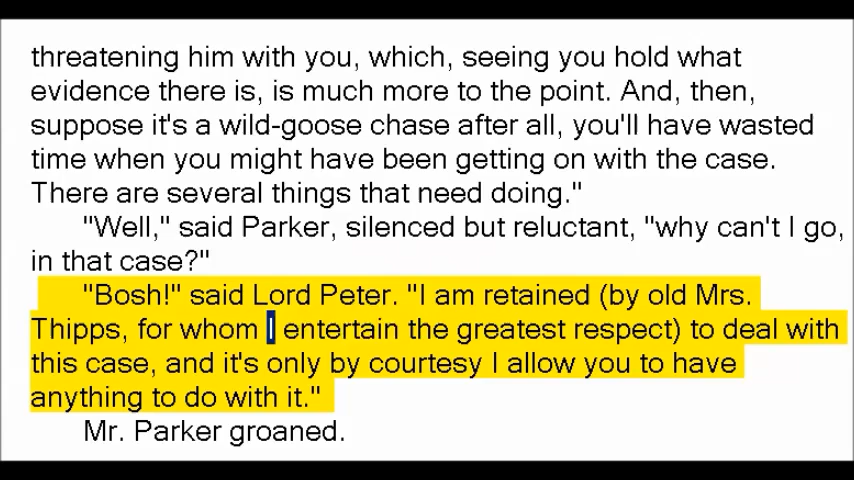 threatening him with you, which, seeing you hold what
evidence there is, is much more to the point. And, then,
suppose it's a wild-goose chase after all, you'll have wasted
time when you might have been getting on with the case.
There are several things that need doing."
"Well," said Parker, silenced but reluctant, "why can't I go,
in that case?"
"Bosh!" said Lord Peter. "I am retained (by old Mrs.
Thipps, for whom I entertain the greatest respect) to deal with
this case, and it's only by courtesy I allow you to have
anything to do with it."
Mr. Parker groaned.